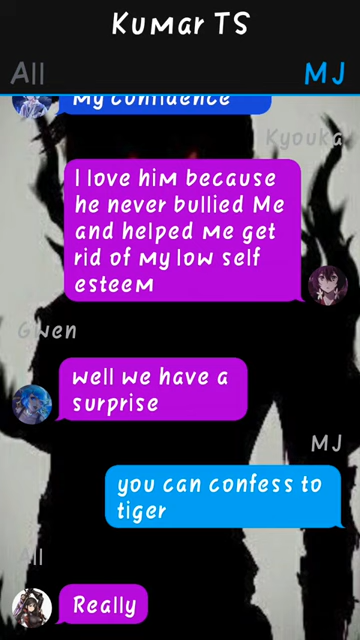 Kumar TS
All
MJ
My confidence
Kyouka
I love him because
he never bullied Me
and helped me get
rid of my low self
esteem
Gwen
well we have a
surprise
MJ
you can confess to
tiger
All
Really